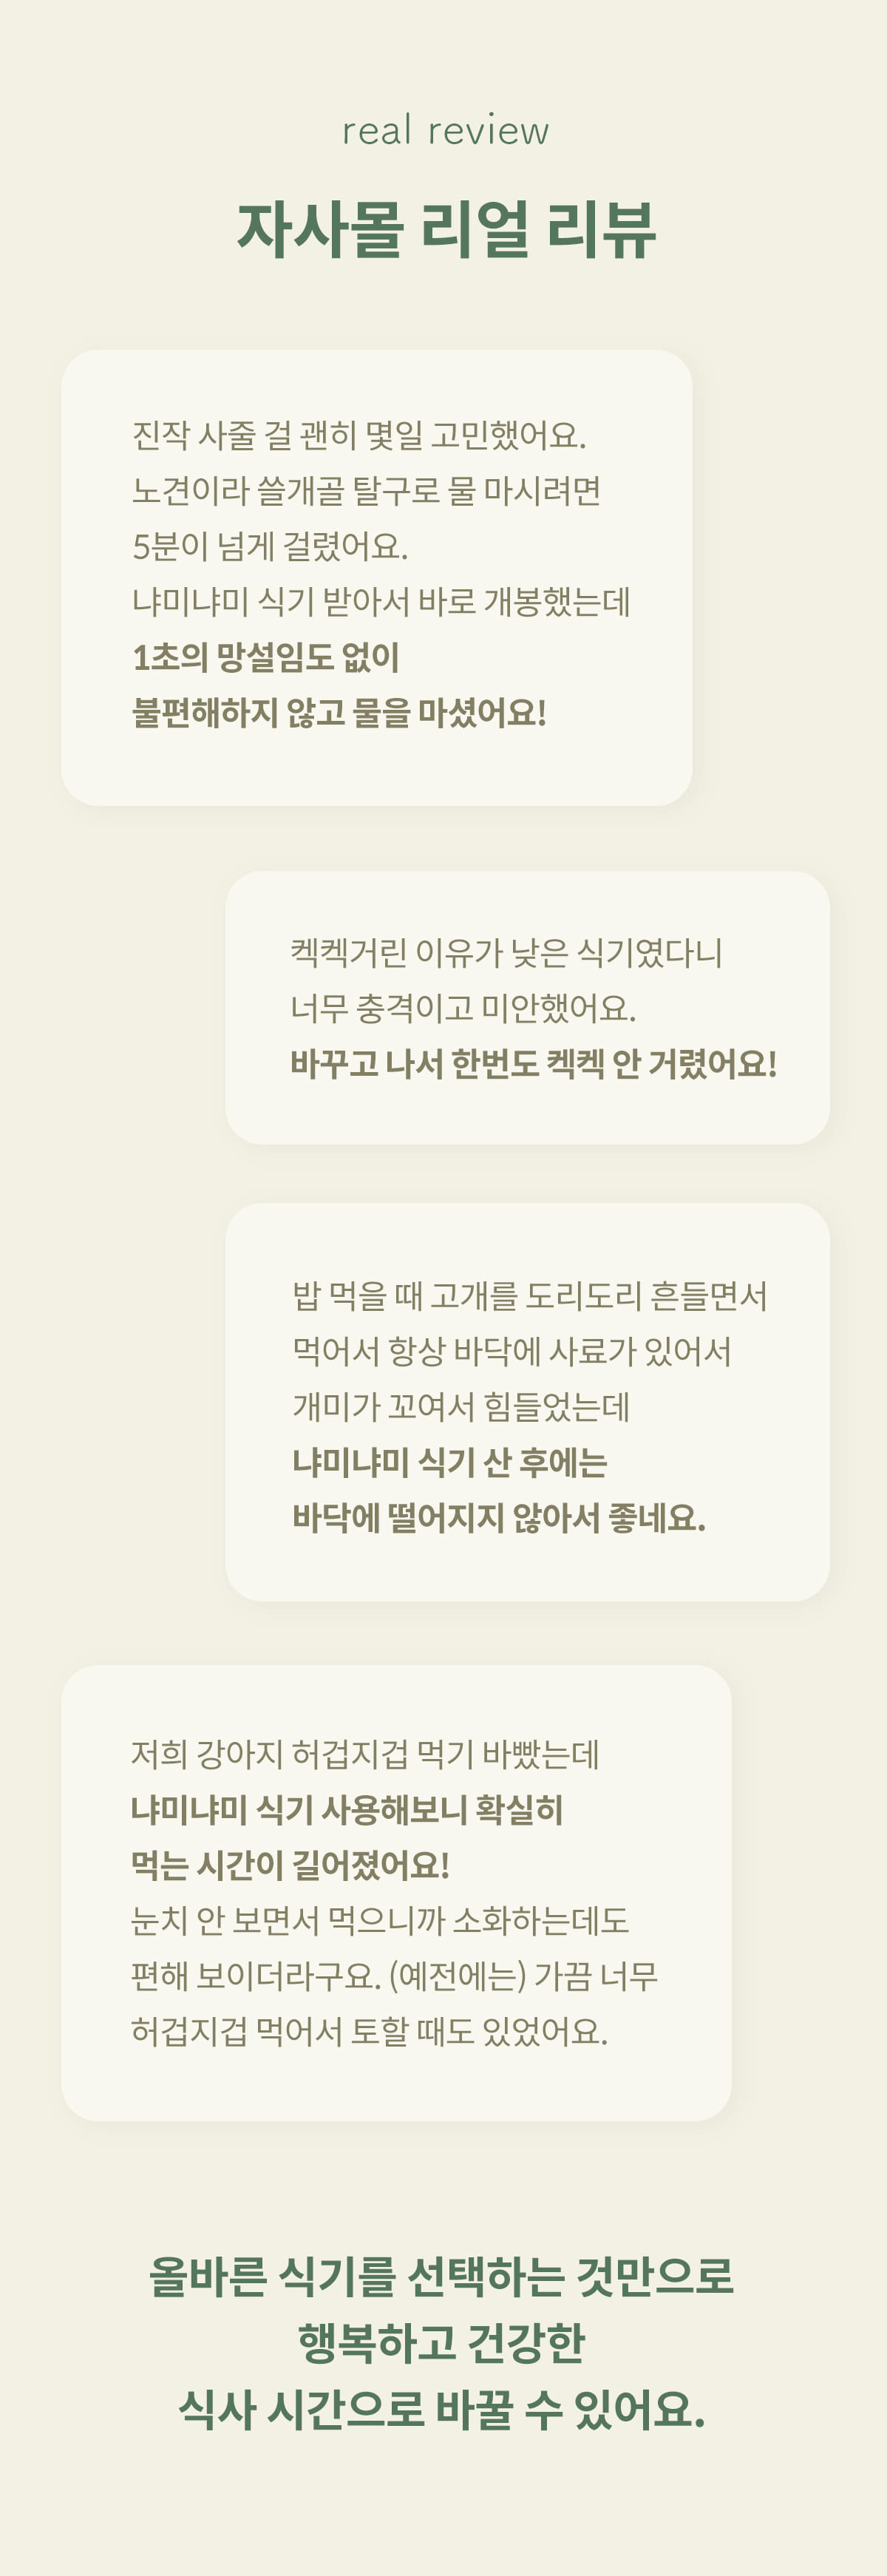 real review
자사몰 리얼 리뷰
진작 사줄 걸 괜히 몇일 고민했어요.
노견이라 쓸개골 탈구로 물 마시려면
5분이 넘게 걸렸어요.
냐미냐미 식기 받아서 바로 개봉했는데
1초의 망설임도 없이
불편해하지 않고 물을 마셨어요!
켁켁거린 이유가 낮은 식기였다니
너무 충격이고 미안했어요.
바꾸고 나서 한번도 켁켁 안 거렸어요!
밥 먹을 때 고개를 도리도리 흔들면서
먹어서 항상 바닥에 사료가 있어서
개미가 꼬여서 힘들었는데
냐미냐미 식기 산 후에는
바닥에 떨어지지 않아서 좋네요.
저희 강아지 허겁지겁 먹기 바빴는데
냐미냐미 식기 사용해보니 확실히
먹는 시간이 길어졌어요!
눈치 안 보면서 먹으니까 소화하는데도
편해 보이더라구요. (예전에는) 가끔 너무
허겁지겁 먹어서 토할 때도 있었어요.
올바른 식기를 선택하는 것만으로
행복하고 건강한
식사 시간으로 바꿀 수 있어요.